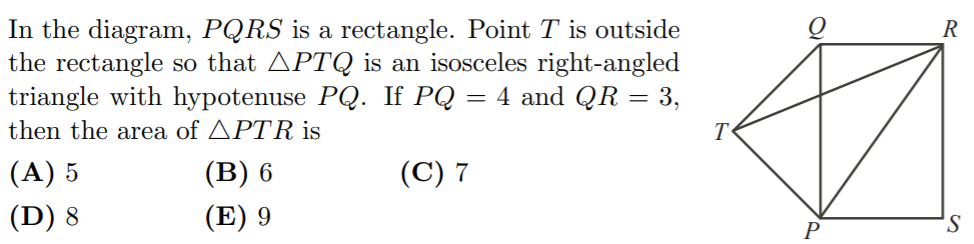 In the diagram, PQRS is a rectangle. Point T is outside
the rectangle so that △PTQ is an isosceles right-angled
triangle with hypotenuse PQ. If PQ = 4 and QR = 3,
then the area of △PTR is
(A) 5 (B) 6 (C) 7
(D) 8 (E) 9
Q R
T
P S